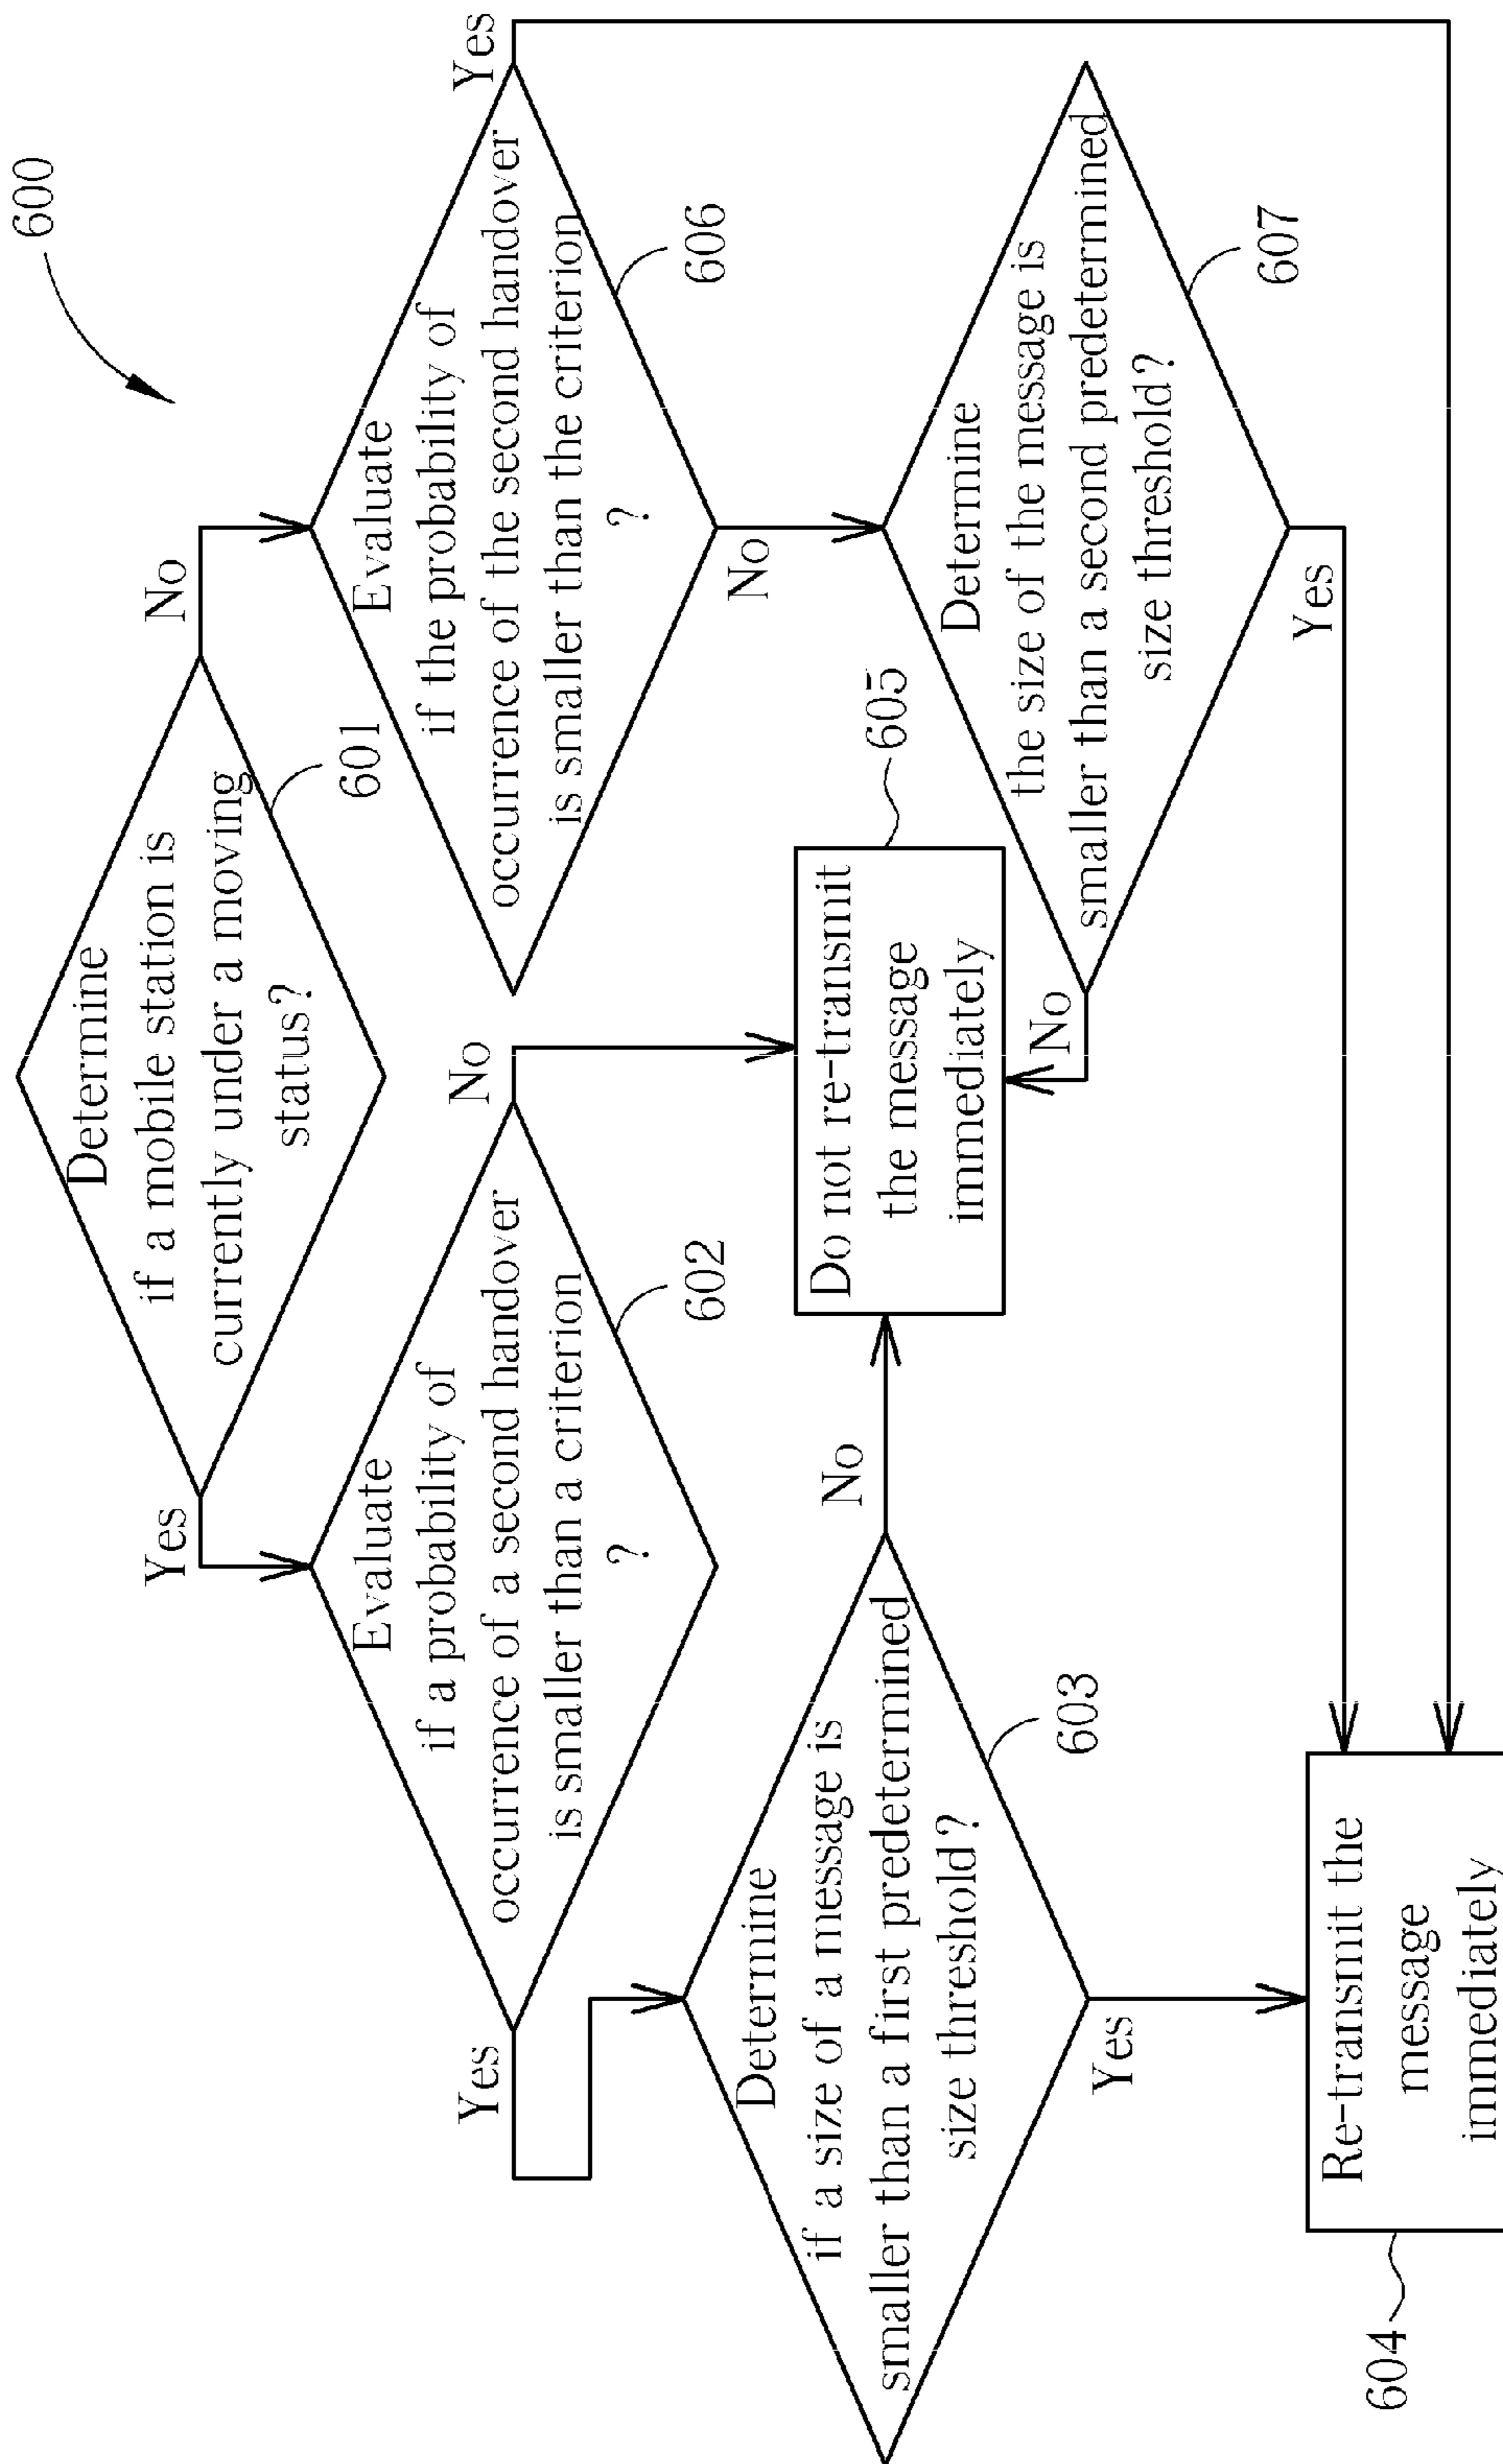 600
Determine
if a mobile station is
currently under a moving
status?
601
Yes
No
Evaluate
if a probability of
occurrence of a second handover
is smaller than a criterion
?
602
Yes
No
Evaluate
if the probability of
occurrence of the second handover
is smaller than the criterion
?
606
Yes
No
Determine
if a size of a message is
smaller than a first predetermined
size threshold?
603
No
Yes
Do not re-transmit
the message
immediately
605
Determine
the size of the message is
smaller than a second predetermined
size threshold?
607
No
Yes
Re-transmit the
message
immediately
604